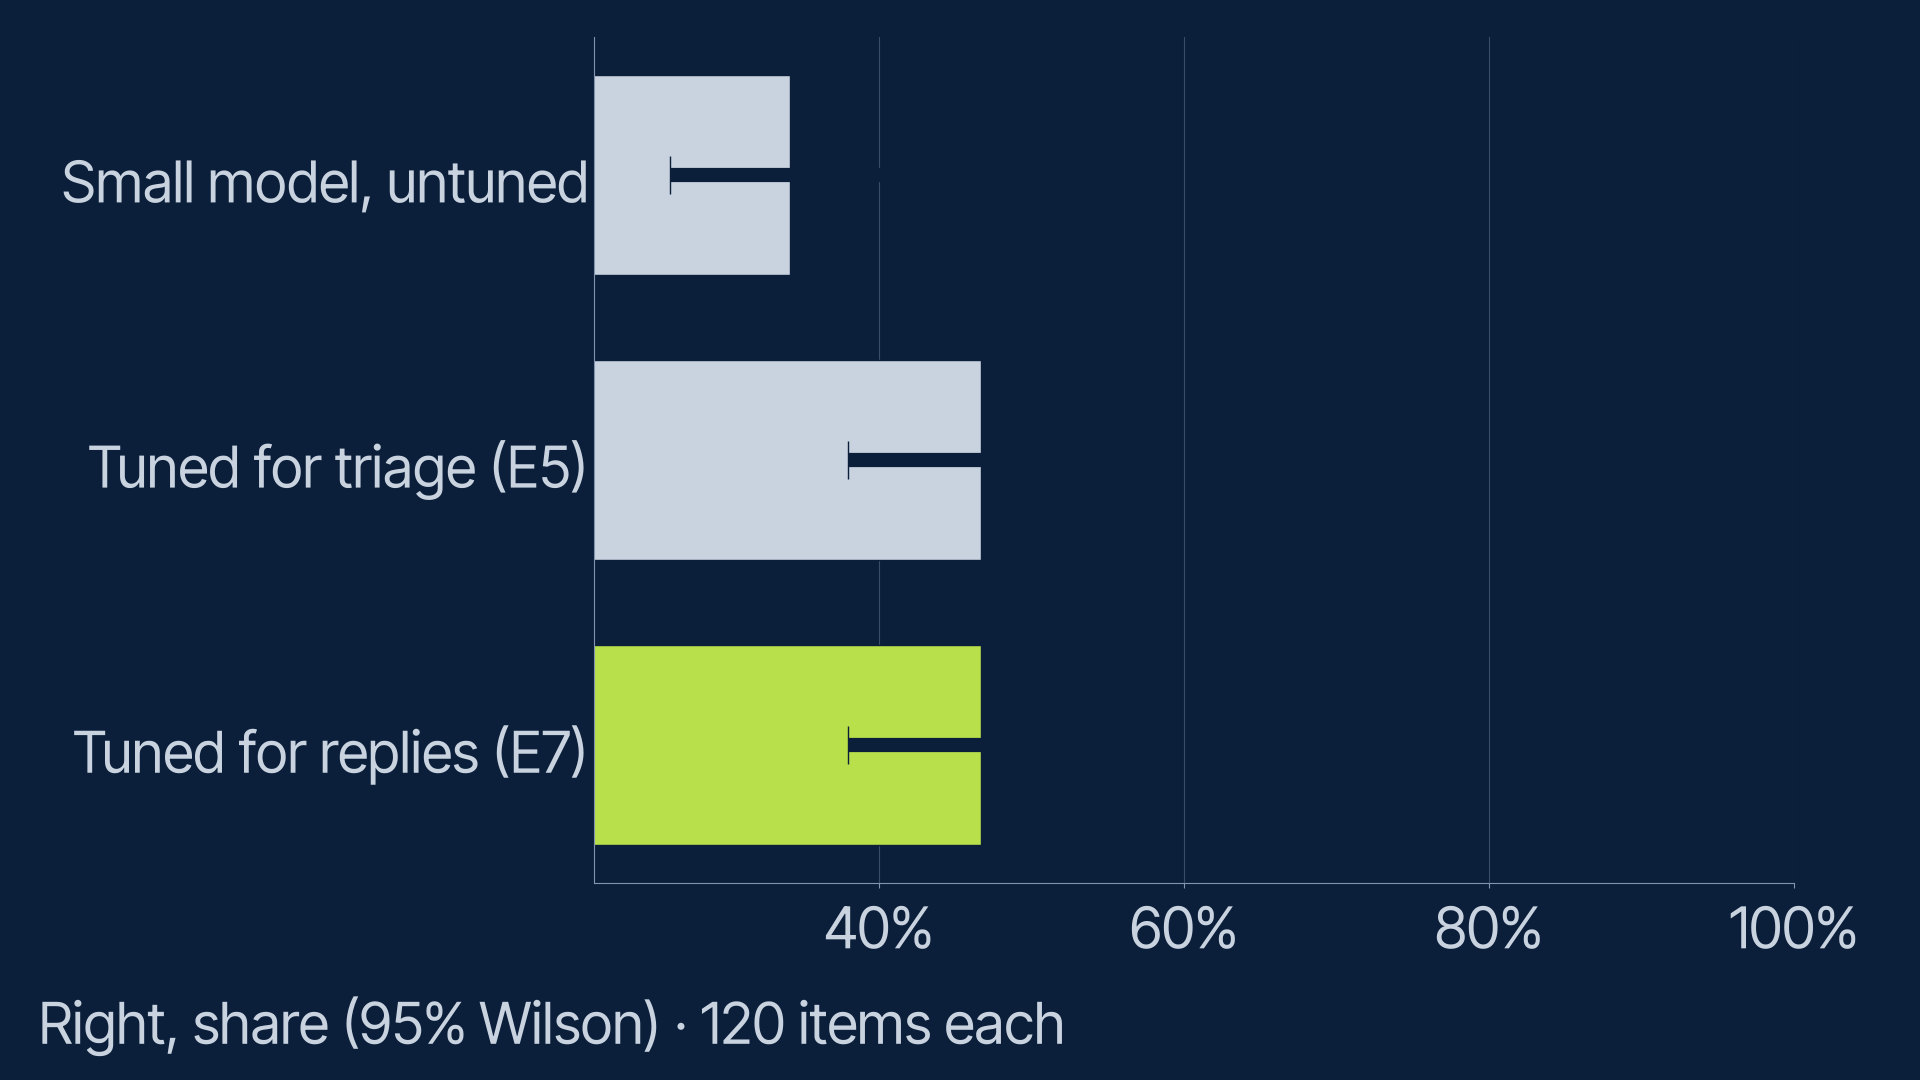 Small model, untuned
Tuned for triage (E5)
Tuned for replies (E7)
40% 60% 80% 100%
Right, share (95% Wilson) · 120 items each